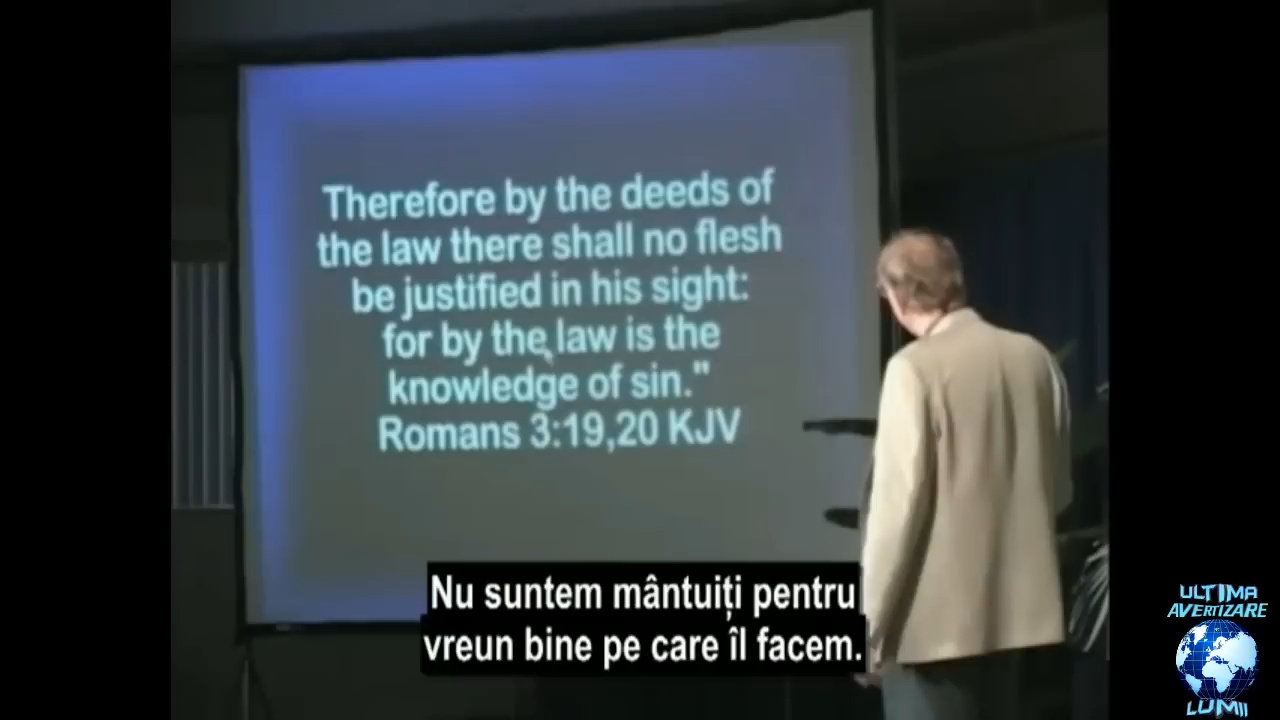 Therefore by the deeds of
the law there shall no flesh
be justified in his sight:
for by the law is the
knowledge of sin."
Romans 3:19,20 KJV
Nu suntem mântuiți pentru
vreun bine pe care îl facem.
ULTIMA
AVERTIZARE
LUMII